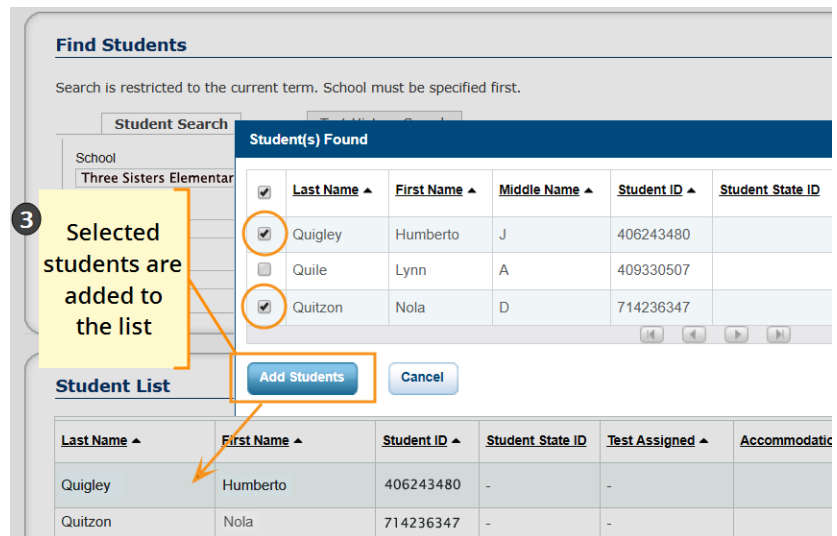 Find Students
Search is restricted to the current term. School must be specified first.
Student Search
School
Three Sisters Elementar
Student(s) Found
Last Name First Name Middle Name Student ID Student State ID
Quigley Humberto J 406243480
Quile Lynn A 409330507
Quitzon Nola D 714236347
Add Students Cancel
3
Selected
students are
added to
the list
Student List
Last Name First Name Student ID Student State ID Test Assigned Accommodatio
Quigley Humberto 406243480 - -
Quitzon Nola 714236347 - -